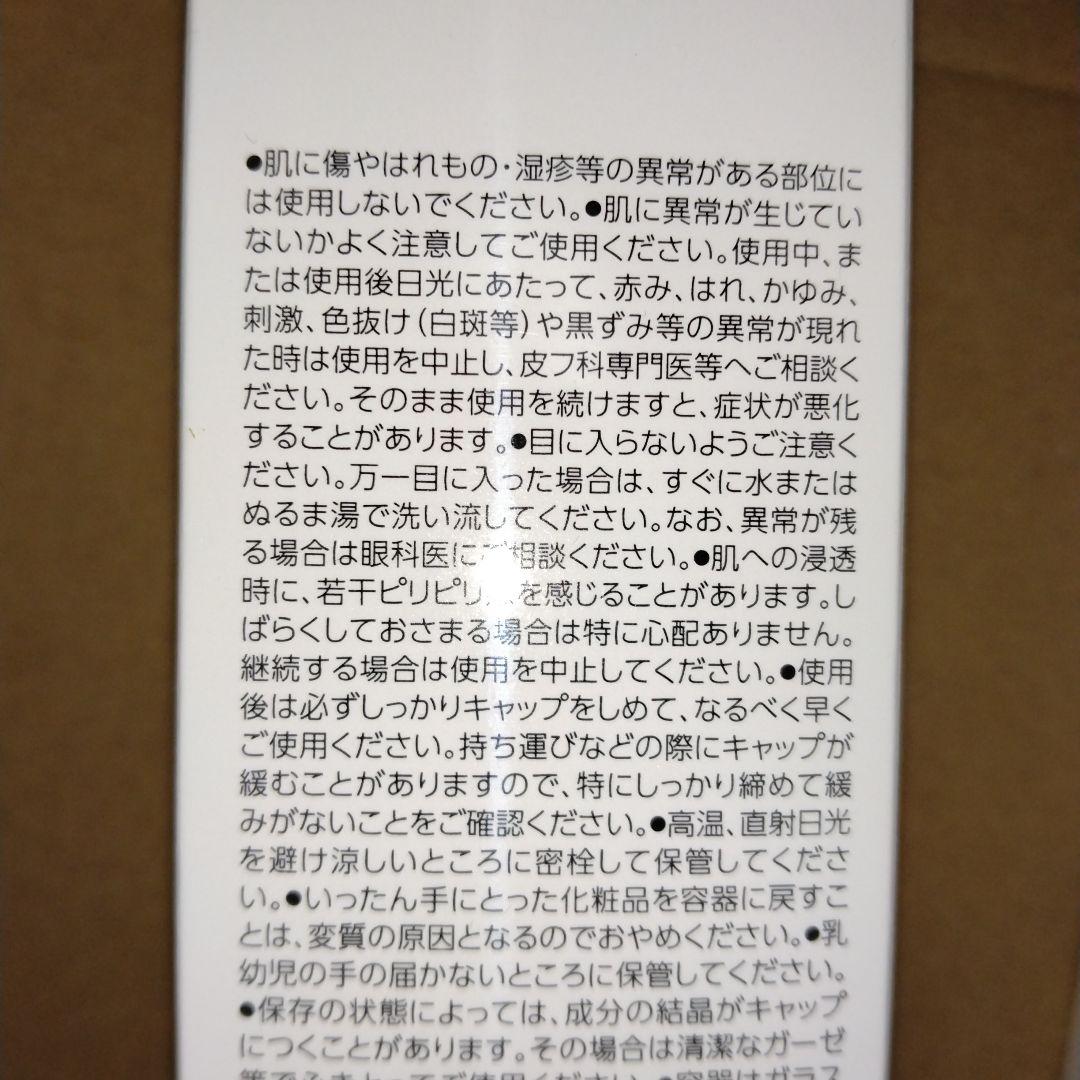 ●肌に傷やはれもの・湿疹等の異常がある部位に
は使用しないでください。●肌に異常が生じてい
ないかよく注意してご使用ください。使用中、ま
たは使用後日光にあたって、赤み、はれ、かゆみ、
刺激、色抜け(白斑等)や黒ずみ等の異常が現れ
た時は使用を中止し、皮フ科専門医等へご相談く
ださい。そのまま使用を続けますと、症状が悪化
することがあります。●目に入らないようご注意く
ださい。万一目に入った場合は、すぐに水または
ぬるま湯で洗い流してください。なお、異常が残
る場合は眼科医にご相談ください。●肌への浸透
時に、若干ピリピリ を感じることがあります。し
ばらくしておさまる場合は特に心配ありません。
継続する場合は使用を中止してください。●使用
後は必ずしっかりキャップをしめて、なるべく早く
ご使用ください。持ち運びなどの際にキャップが
緩むことがありますので、特にしっかり締めて緩
みがないことをご確認ください。●高温、直射日光
を避け涼しいところに密栓して保管してくださ
い。●いったん手にとった化粧品を容器に戻すこ
とは、変質の原因となるのでおやめください。●乳
幼児の手の届かないところに保管してください。
●保存の状態によっては、成分の結晶がキャップ
につくことがあります。その場合は清潔なガーゼ
等でふきとってご使用ください。●容器はガラス